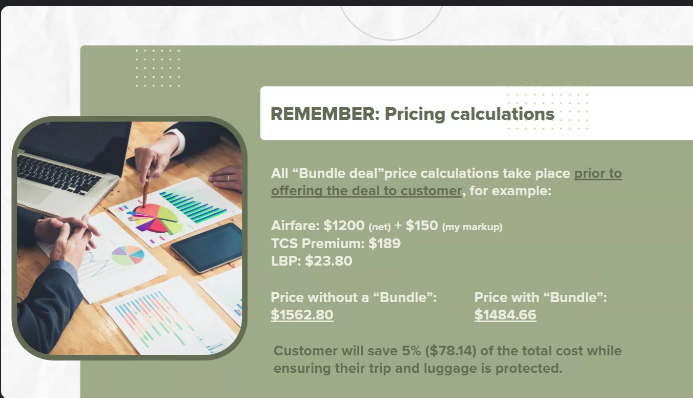 REMEMBER: Pricing calculations
All “Bundle deal”price calculations take place prior to
offering the deal to customer, for example:
Airfare: $1200 (net) + $150 (my markup)
TCS Premium: $189
LBP: $23.80
Price without a “Bundle”:
$1562.80
Price with “Bundle”:
$1484.66
Customer will save 5% ($78.14) of the total cost while
ensuring their trip and luggage is protected.